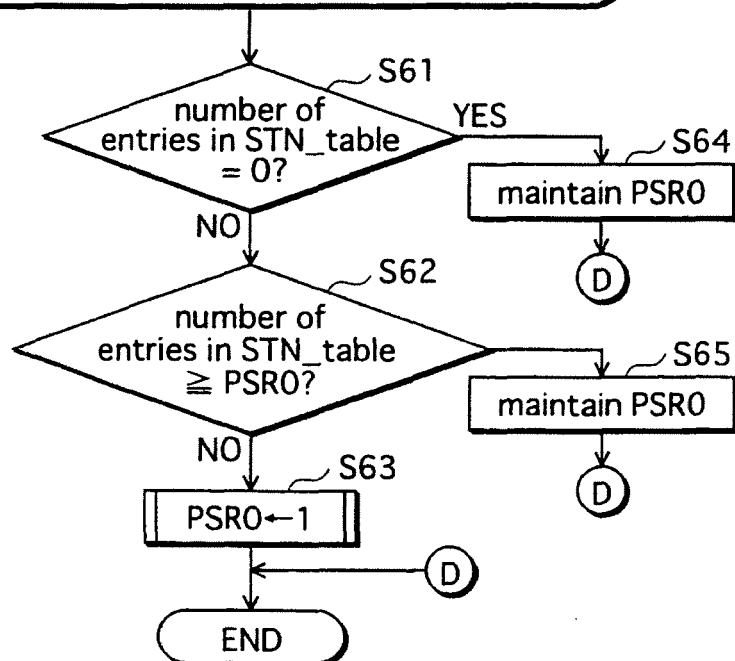 S61
number of
entries in STN_table
= 0?
YES
S64
maintain PSR0
D
NO
S62
number of
entries in STN_table
≧ PSR0?
S65
maintain PSR0
D
NO
S63
PSR0←1
D
END